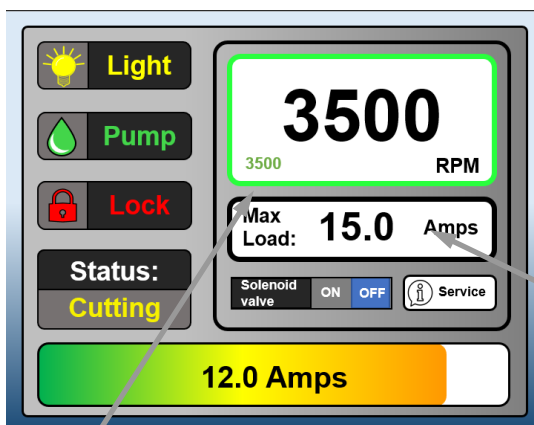 Light
Pump
Lock
Status:
Cutting
3500
3500
RPM
Max
Load:
15.0
Amps
Solenoid
valve
ON
OFF
Service
12.0 Amps